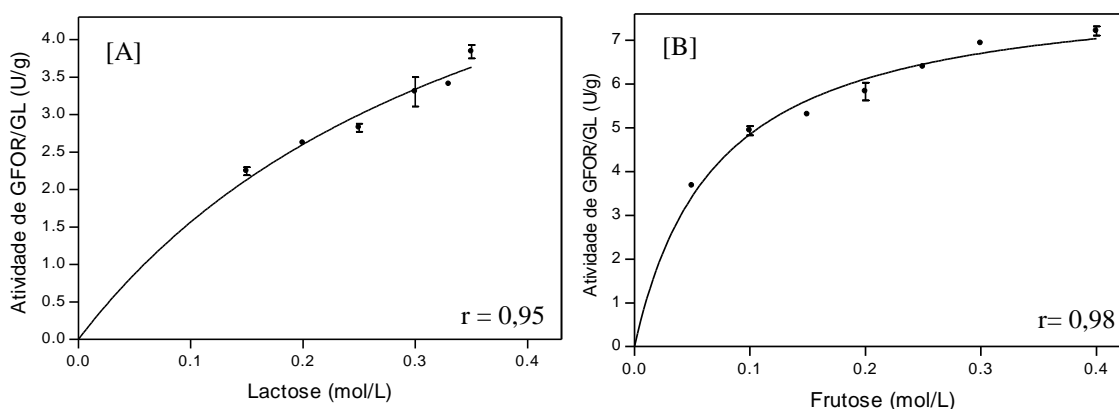 [A]
Atividade de GFOR/GL (U/g)
4.0
3.5
3.0
2.5
2.0
1.5
1.0
0.5
0.0
0.0 0.1 0.2 0.3 0.4
Lactose (mol/L)
r = 0,95
[B]
Atividade de GFOR/GL (U/g)
7
6
5
4
3
2
1
0
0.0 0.1 0.2 0.3 0.4
Frutose (mol/L)
r= 0,98